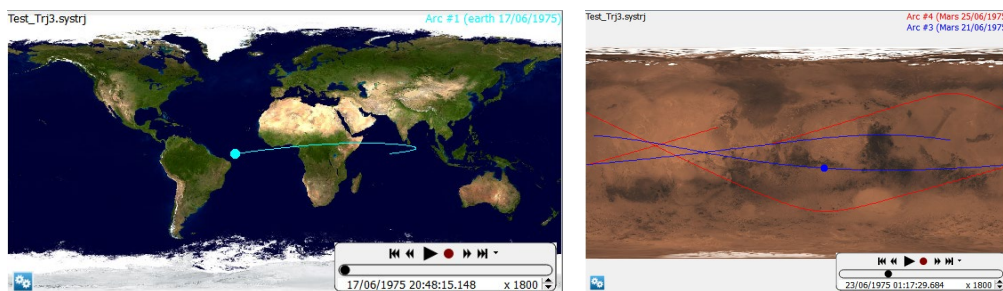 Test_Trj3.systrj
Arc #1 (earth 17/06/1975)
17/06/1975 20:48:15.148
x 1800
Test_Trj3.systrj
Arc #4 (Mars 25/06/1975)
Arc #3 (Mars 21/06/1975)
23/06/1975 01:17:29.684
x 1800